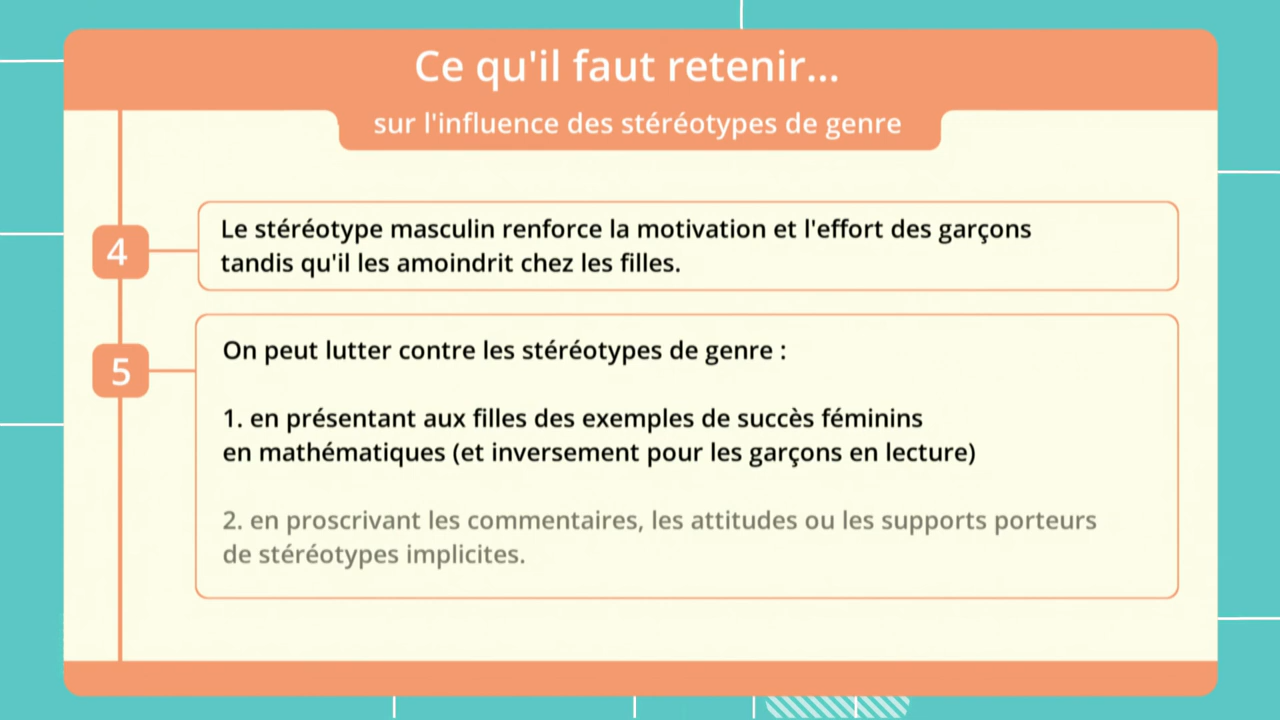 Ce qu'il faut retenir...
sur l'influence des stéréotypes de genre
4
Le stéréotype masculin renforce la motivation et l'effort des garçons
tandis qu'il les amoindrit chez les filles.
5
On peut lutter contre les stéréotypes de genre :
1. en présentant aux filles des exemples de succès féminins
en mathématiques (et inversement pour les garçons en lecture)
2. en proscrivant les commentaires, les attitudes ou les supports porteurs
de stéréotypes implicites.